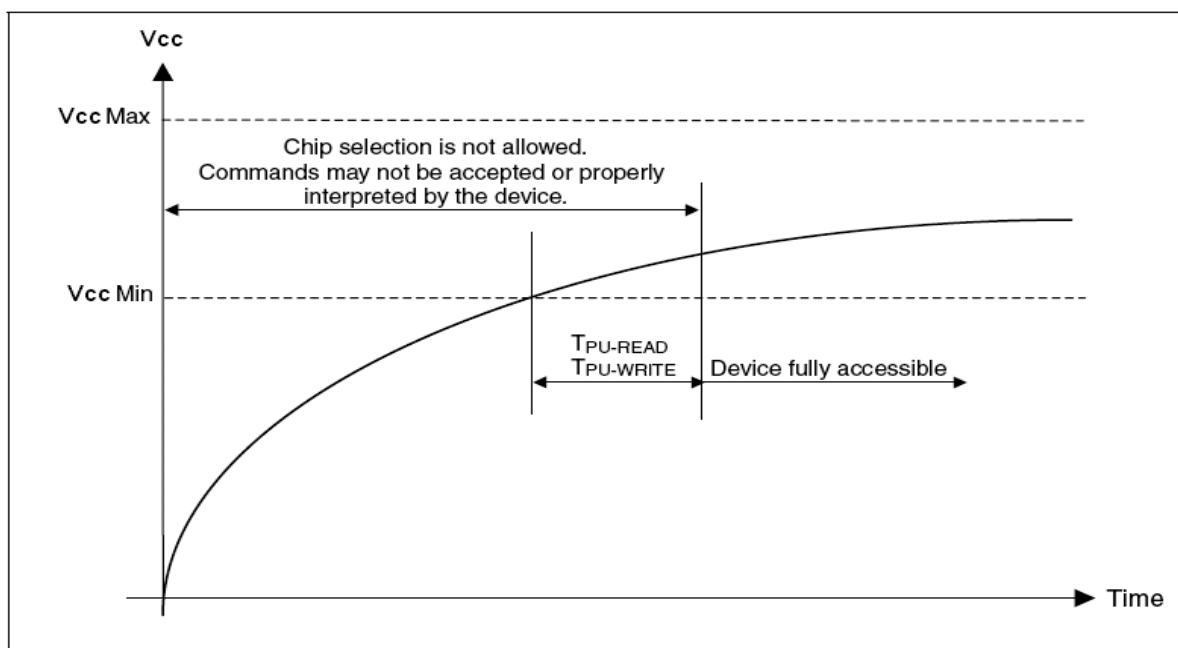 Vcc
Vcc Max
Chip selection is not allowed.
Commands may not be accepted or properly
interpreted by the device.
Vcc Min
TPU-READ
TPU-WRITE
Device fully accessible
Time